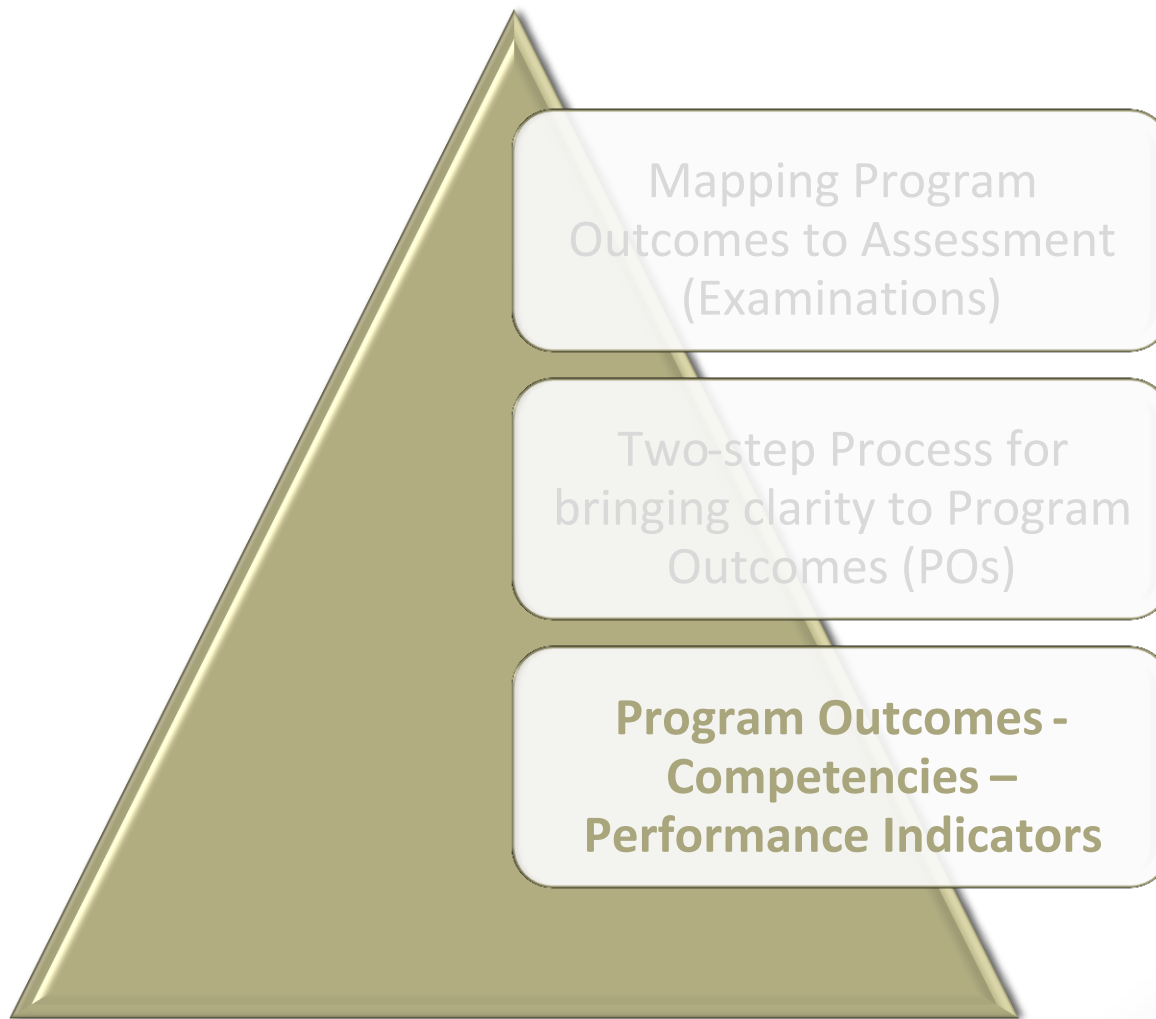 Mapping Program
Outcomes to Assessment
(Examinations)
Two-step Process for
bringing clarity to Program
Outcomes (POs)
Program Outcomes -
Competencies –
Performance Indicators